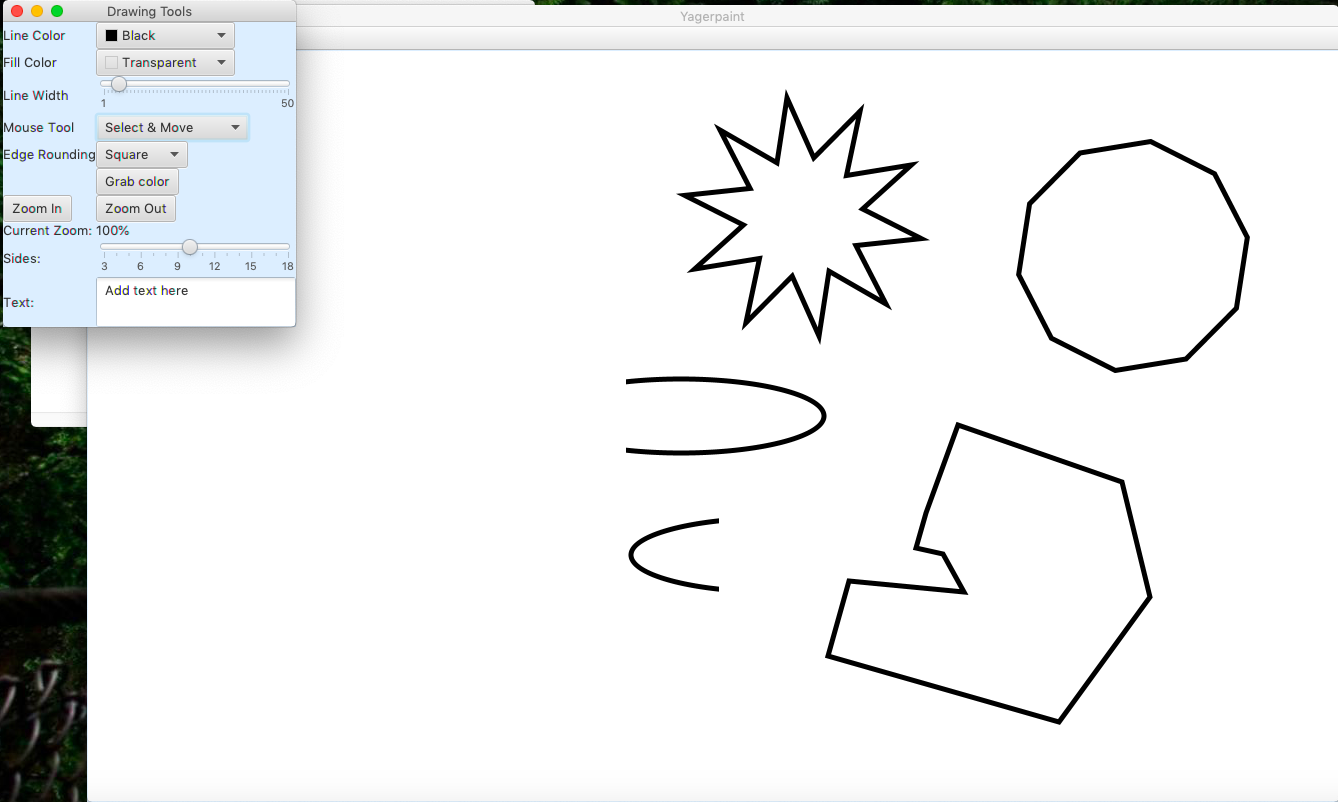 Drawing Tools
Yagerpaint
Line Color Black
Fill Color Transparent
Line Width
1 50
Mouse Tool Select & Move
Edge Rounding Square
Grab color
Zoom In Zoom Out
Current Zoom: 100%
Sides:
3 6 9 12 15 18
Text: Add text here